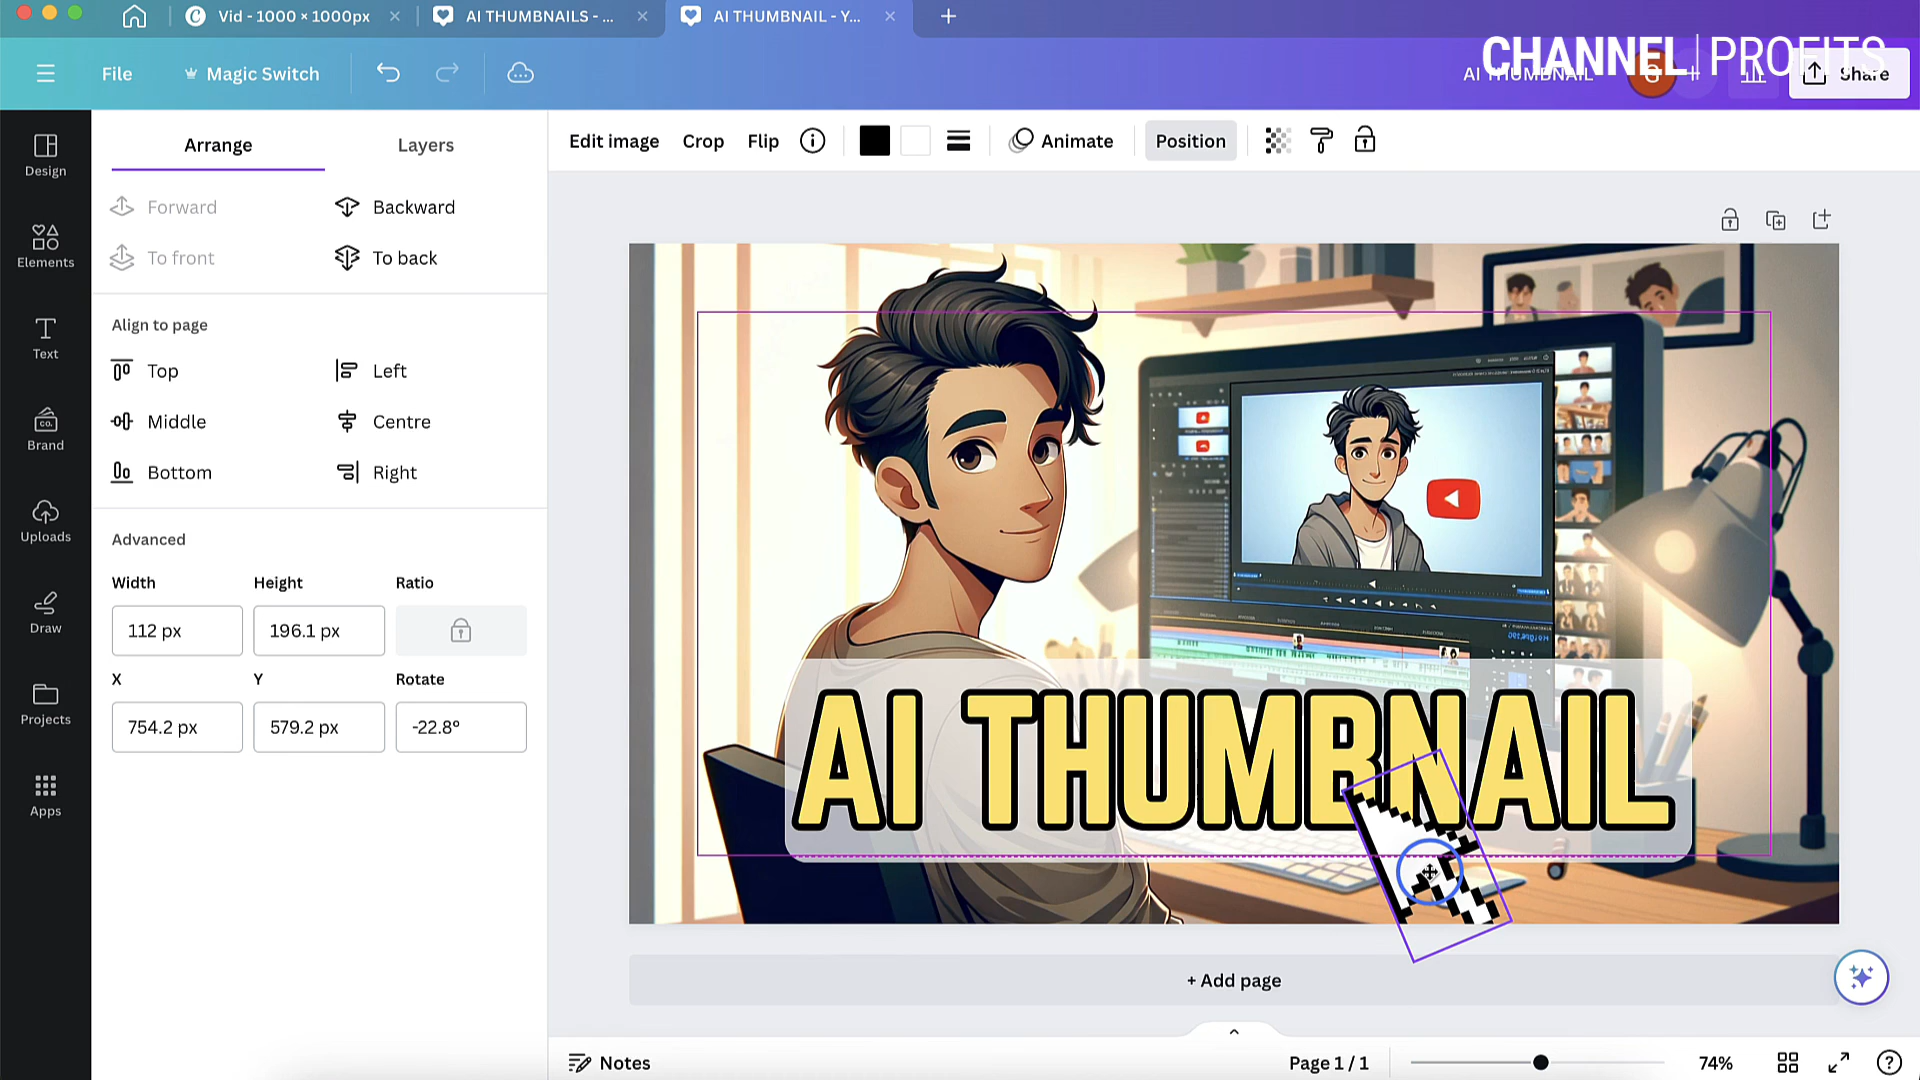 Vid - 1000 × 1000px
AI THUMBNAILS - ...
AI THUMBNAIL - Y...
CHANNEL | PROFITS
File
Magic Switch
AI THUMBNAIL
G
Share
Design
Elements
Text
Brand
Uploads
Draw
Projects
Apps
Arrange
Layers
Forward
Backward
To front
To back
Align to page
Top
Left
Middle
Centre
Bottom
Right
Advanced
Width
Height
Ratio
112 px
196.1 px
X
Y
Rotate
754.2 px
579.2 px
-22.8°
Edit image
Crop
Flip
Animate
Position
AI THUMBNAIL
+ Add page
Notes
Page 1 / 1
74%